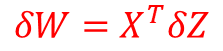 δW = X^T δZ